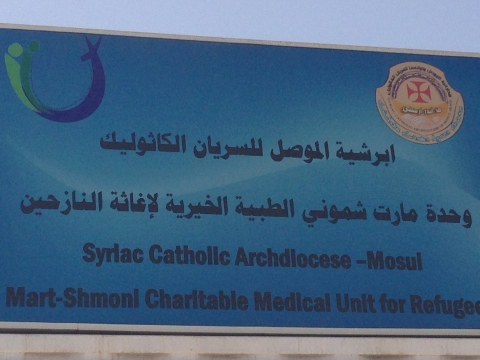 ابرشية الموصل للسريان الكاثوليك
وحدة مارت شموني الطبية الخيرية لإغاثة النازحين
Syriac Catholic Archdiocese –Mosul
Mart-Shmoni Charitable Medical Unit for Refugee